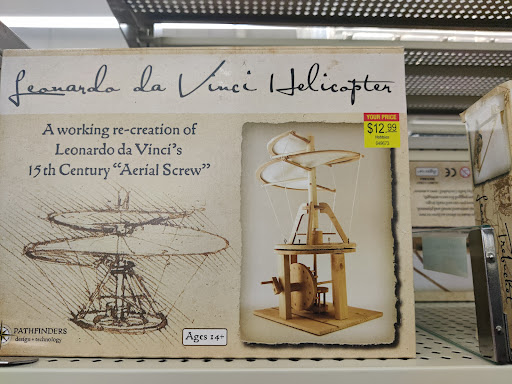 Leonardo da Vinci Helicopter
A working re-creation of
Leonardo da Vinci's
15th Century "Aerial Screw"
YOUR PRICE
$12.99
PATHFINDERS
design + technology
Ages 14+